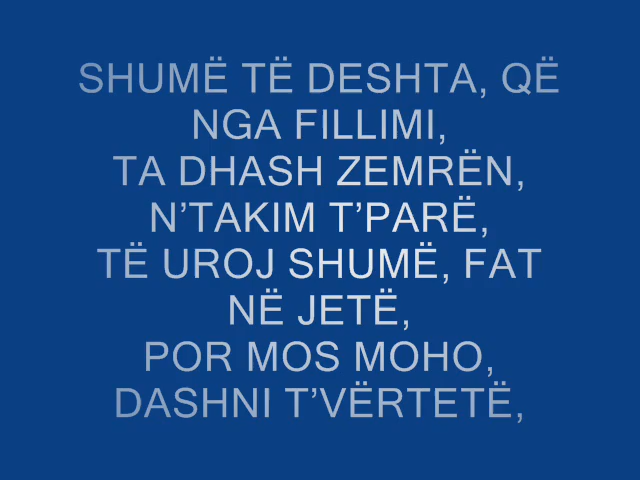 SHUMË TË DESHTA, QË
NGA FILLIMI,
TA DHASH ZEMRËN,
N’TAKIM T’PARË,
TË UROJ SHUMË, FAT
NË JETË,
POR MOS MOHO,
DASHNI T’VËRTETË,